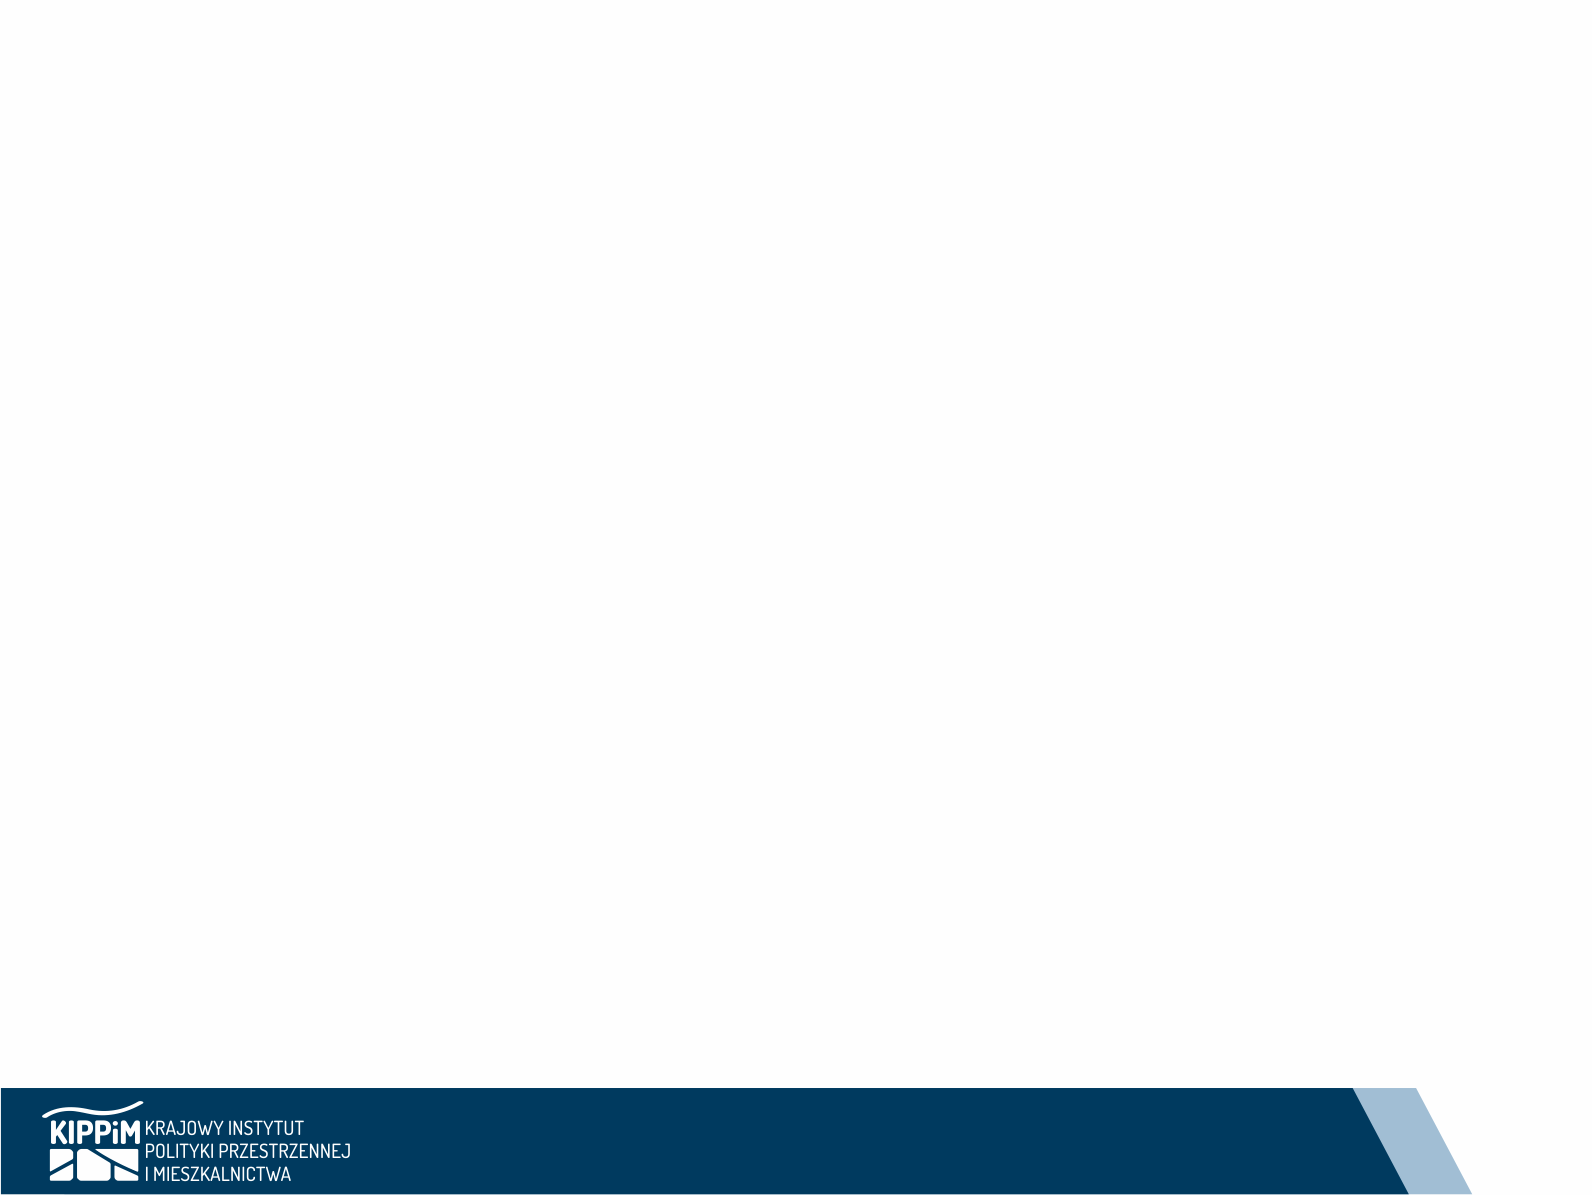 KIPPiM
KRAJOWY INSTYTUT
POLITYKI PRZESTRZENNEJ
I MIESZKALNICTWA